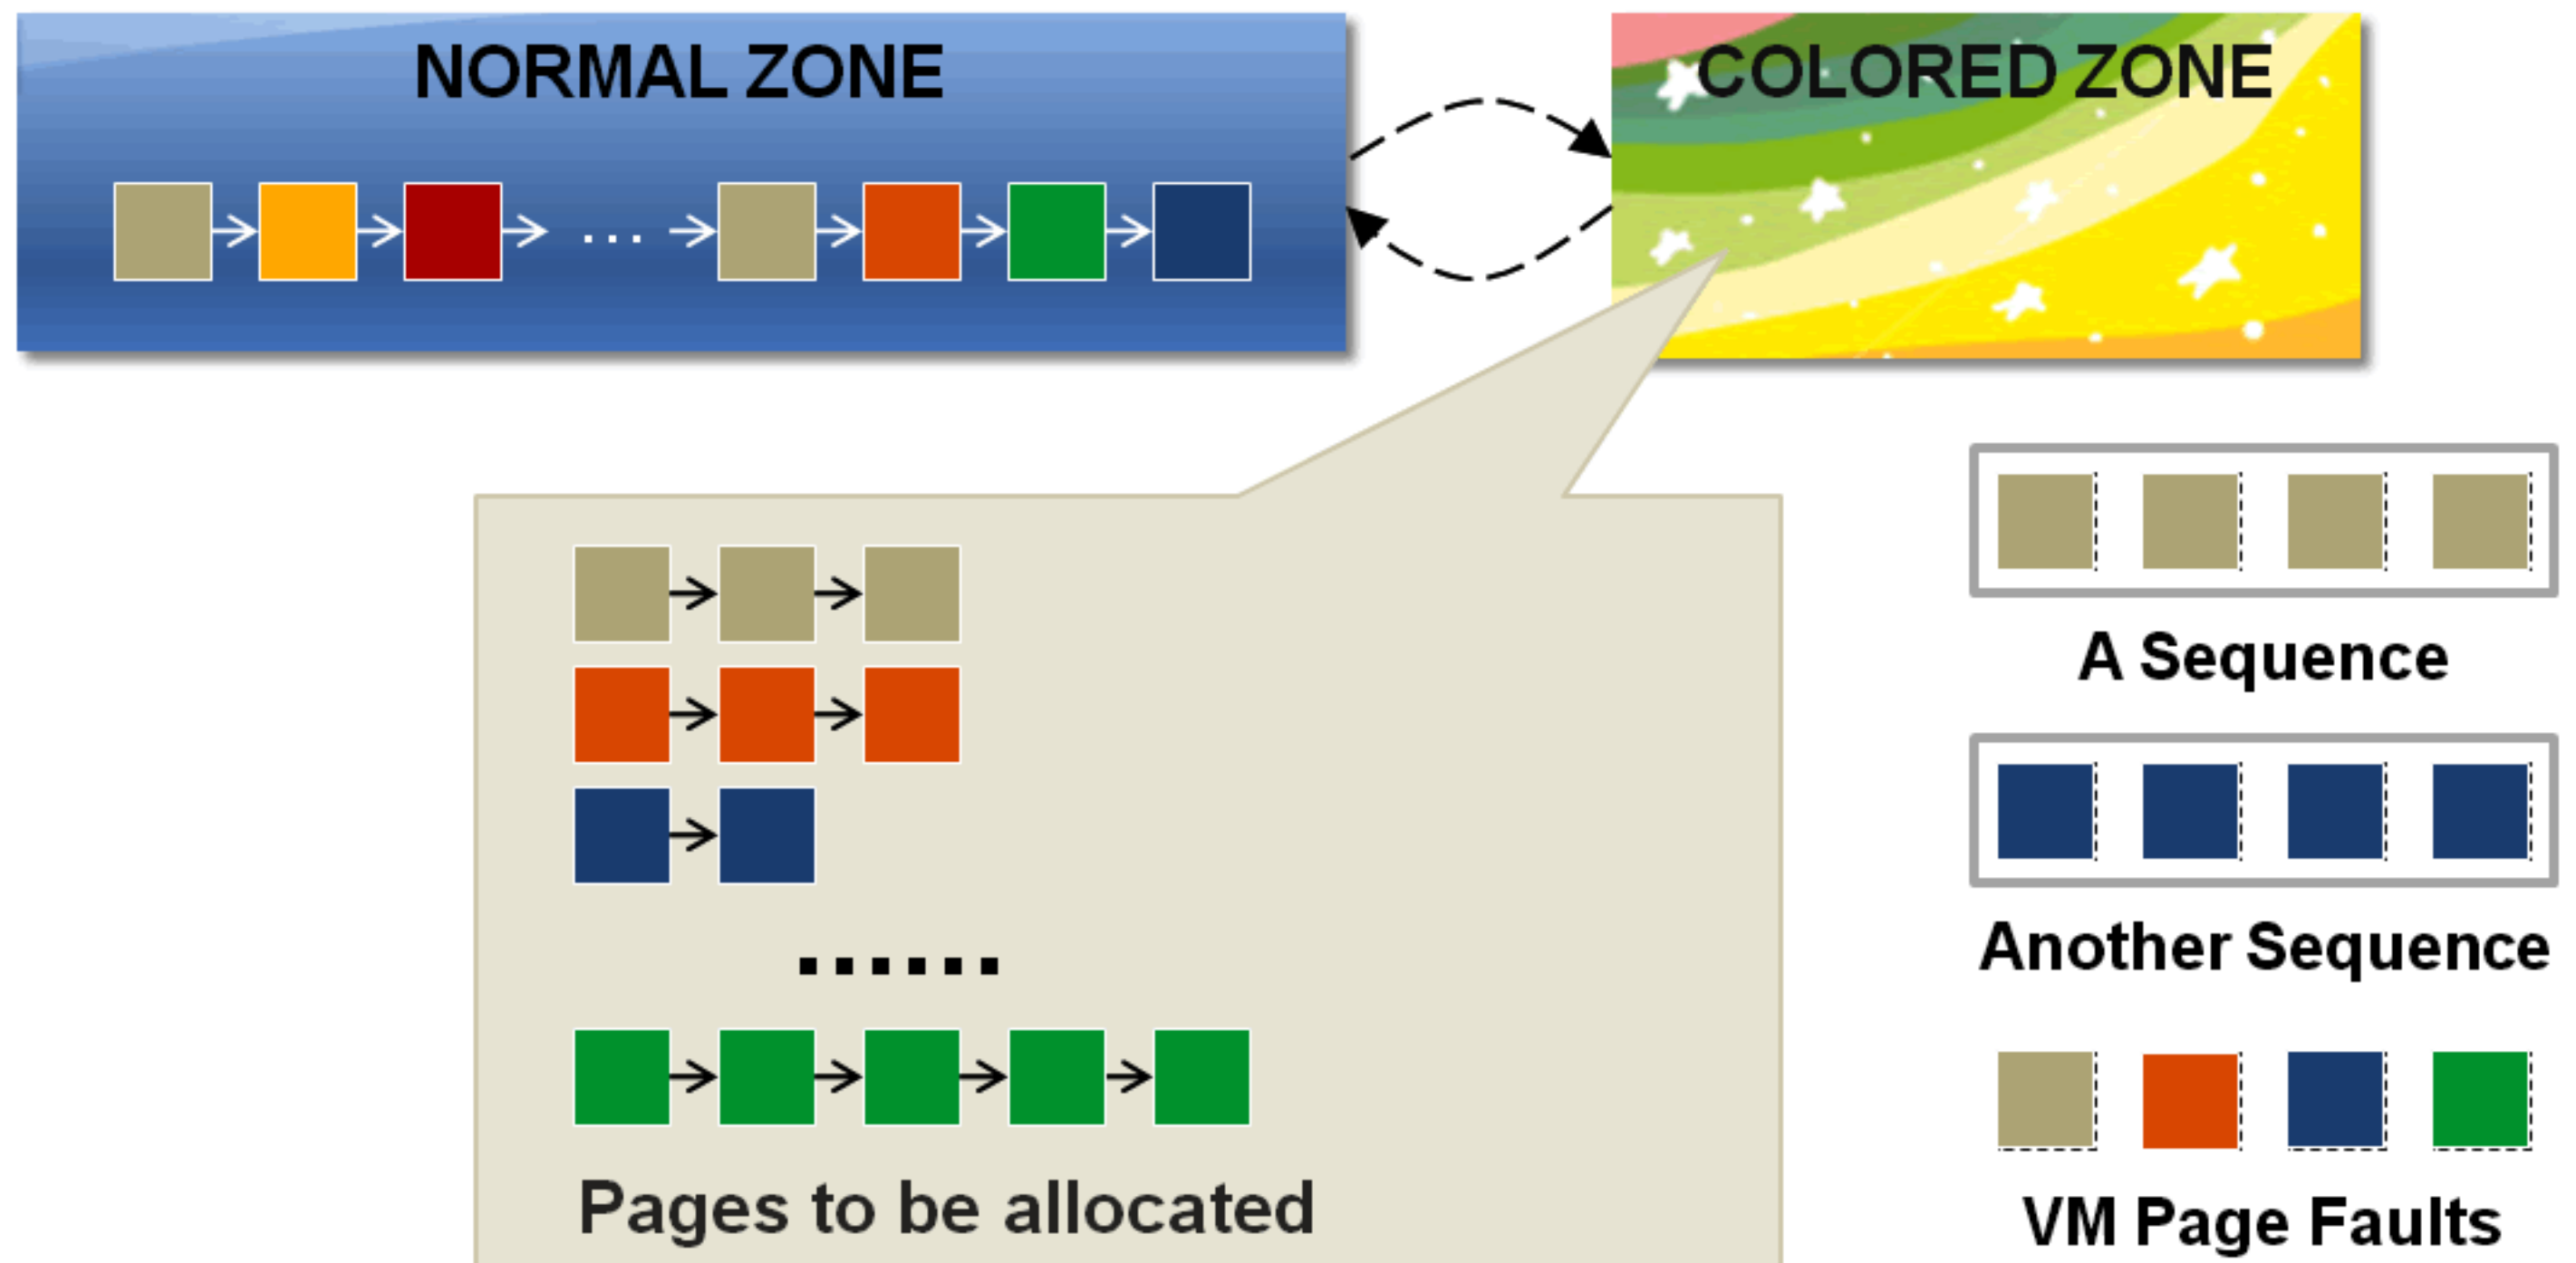 NORMAL ZONE
COLORED ZONE
...
A Sequence
Another Sequence
......
Pages to be allocated
VM Page Faults